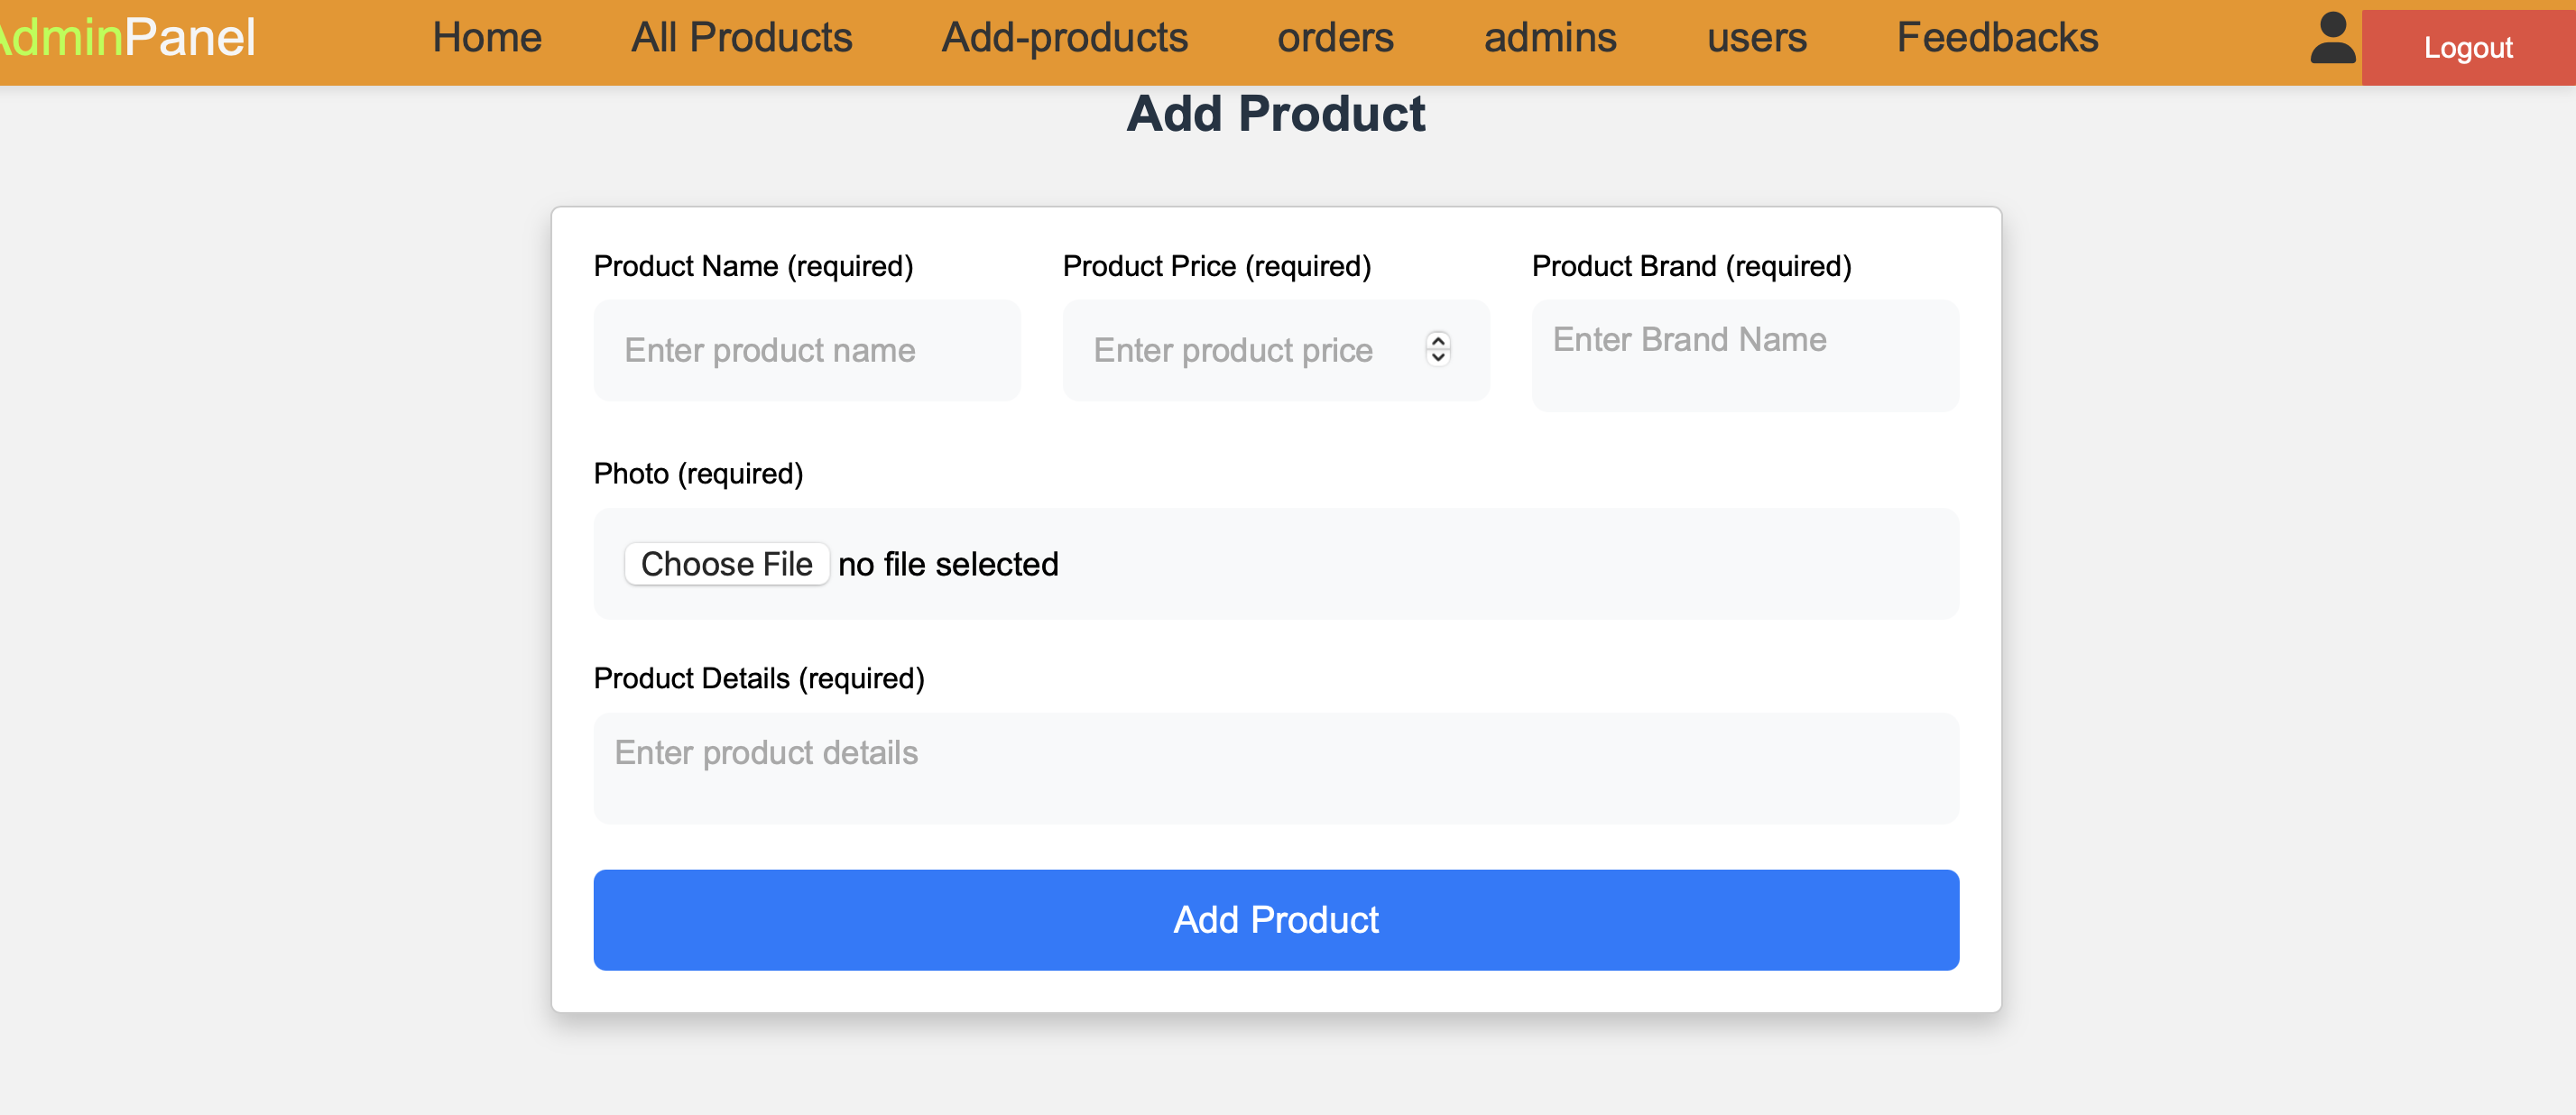 AdminPanel Home All Products Add-products orders admins users Feedbacks Logout
Add Product
Product Name (required) Product Price (required) Product Brand (required)
Enter product name Enter product price Enter Brand Name
Photo (required)
Choose File no file selected
Product Details (required)
Enter product details
Add Product